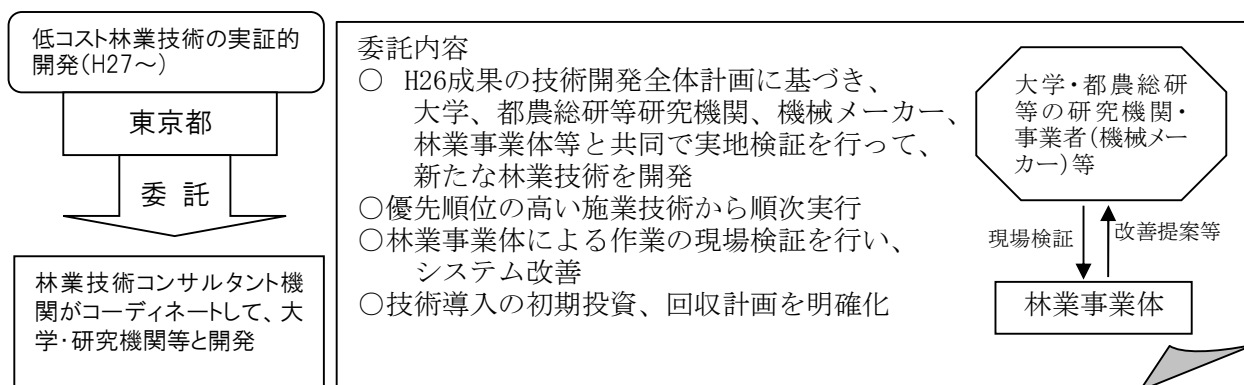 低コスト林業技術の実証的
開発(H27～)
東京都
委 託
林業技術コンサルタント機
関がコーディネートして、大
学・研究機関等と開発
委託内容
○ H26成果の技術開発全体計画に基づき、
大学、都農総研等研究機関、機械メーカー、
林業事業体等と共同で実地検証を行って、
新たな林業技術を開発
○優先順位の高い施業技術から順次実行
○林業事業体による作業の現場検証を行い、
システム改善
○技術導入の初期投資、回収計画を明確化
大学・都農総研
等の研究機関・
事業者(機械メー
カー)等
現場検証
改善提案等
林業事業体